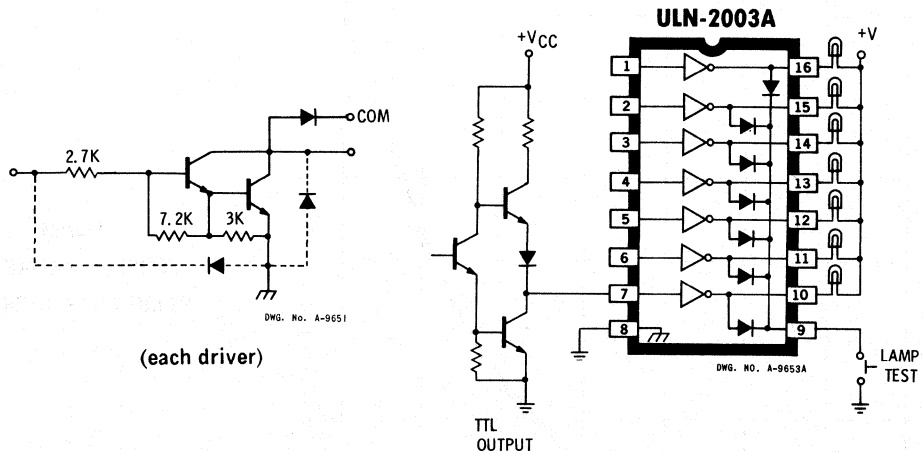 COM
2.7K
7.2K
3K
DWG. No. A-9651
(each driver)
ULN-2003A
+VCC
+V
1
2
3
4
5
6
7
8
16
15
14
13
12
11
10
9
DWG. NO. A-9653A
LAMP
TEST
TTL
OUTPUT